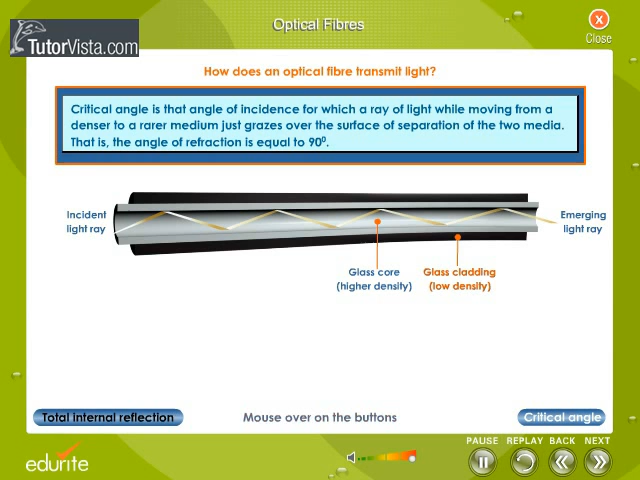 Optical Fibres
X
Close
TutorVista.com
How does an optical fibre transmit light?
Critical angle is that angle of incidence for which a ray of light while moving from a
denser to a rarer medium just grazes over the surface of separation of the two media.
That is, the angle of refraction is equal to 90⁰.
Incident
light ray
Emerging
light ray
Glass core
(higher density)
Glass cladding
(low density)
Total internal reflection
Mouse over on the buttons
Critical angle
PAUSE REPLAY BACK NEXT
edurite